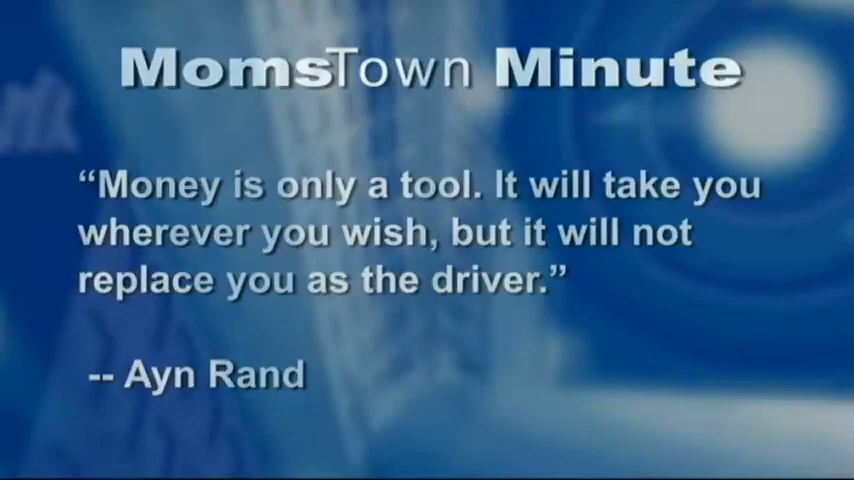 MomsTown Minute
“Money is only a tool. It will take you
wherever you wish, but it will not
replace you as the driver.”
-- Ayn Rand